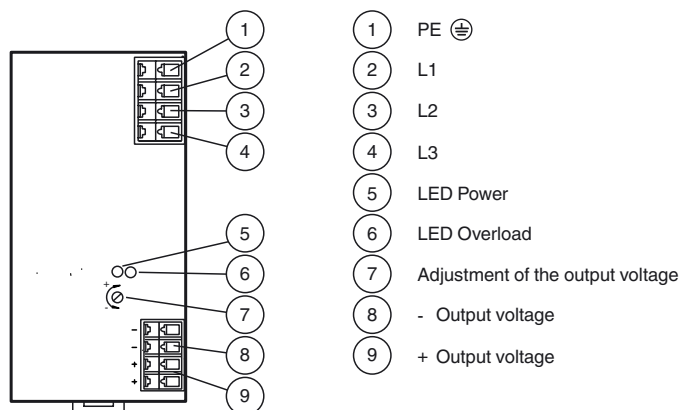 1
2
3
4
5
6
+
7
-
-
-
8
+
+
9
1 PE
2 L1
3 L2
4 L3
5 LED Power
6 LED Overload
7 Adjustment of the output voltage
8 - Output voltage
9 + Output voltage